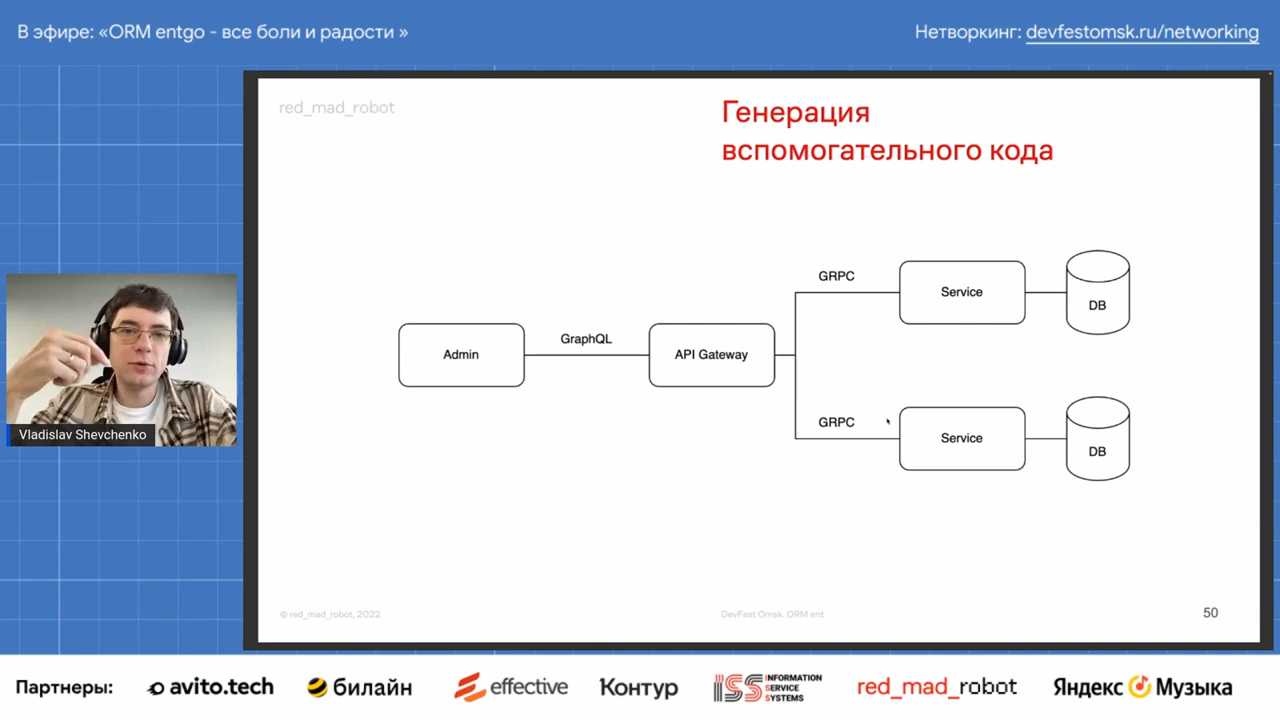 В эфире: «ORM entgo - все боли и радости »
Нетворкинг: devfestomsk.ru/networking
red_mad_robot
Генерация
вспомогательного кода
GRPC
Service
DB
Admin
GraphQL
API Gateway
GRPC
Service
DB
Vladislav Shevchenko
© red_mad_robot, 2022
DevFest Omsk. ORM ent
50
Партнеры:
avito.tech
билайн
effective
Контур
ISS INFORMATION
SERVICE
SYSTEMS
red_mad_robot
Яндекс Музыка